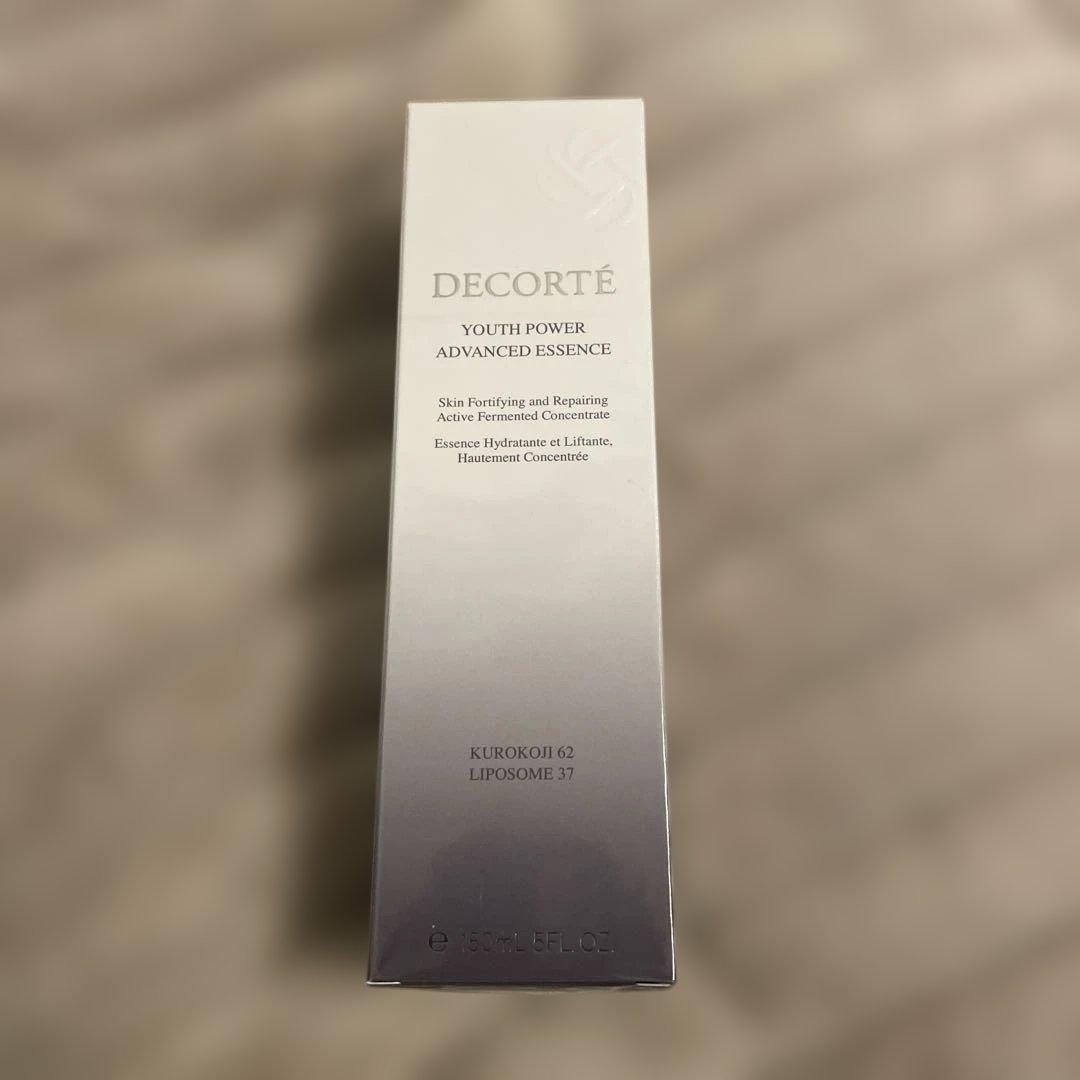 DECORTÉ
YOUTH POWER
ADVANCED ESSENCE
Skin Fortifying and Repairing
Active Fermented Concentrate
Essence Hydratante et Liftante,
Hautement Concentrée
KUROKOJI 62
LIPOSOME 37
e 150mL 5FL.OZ.